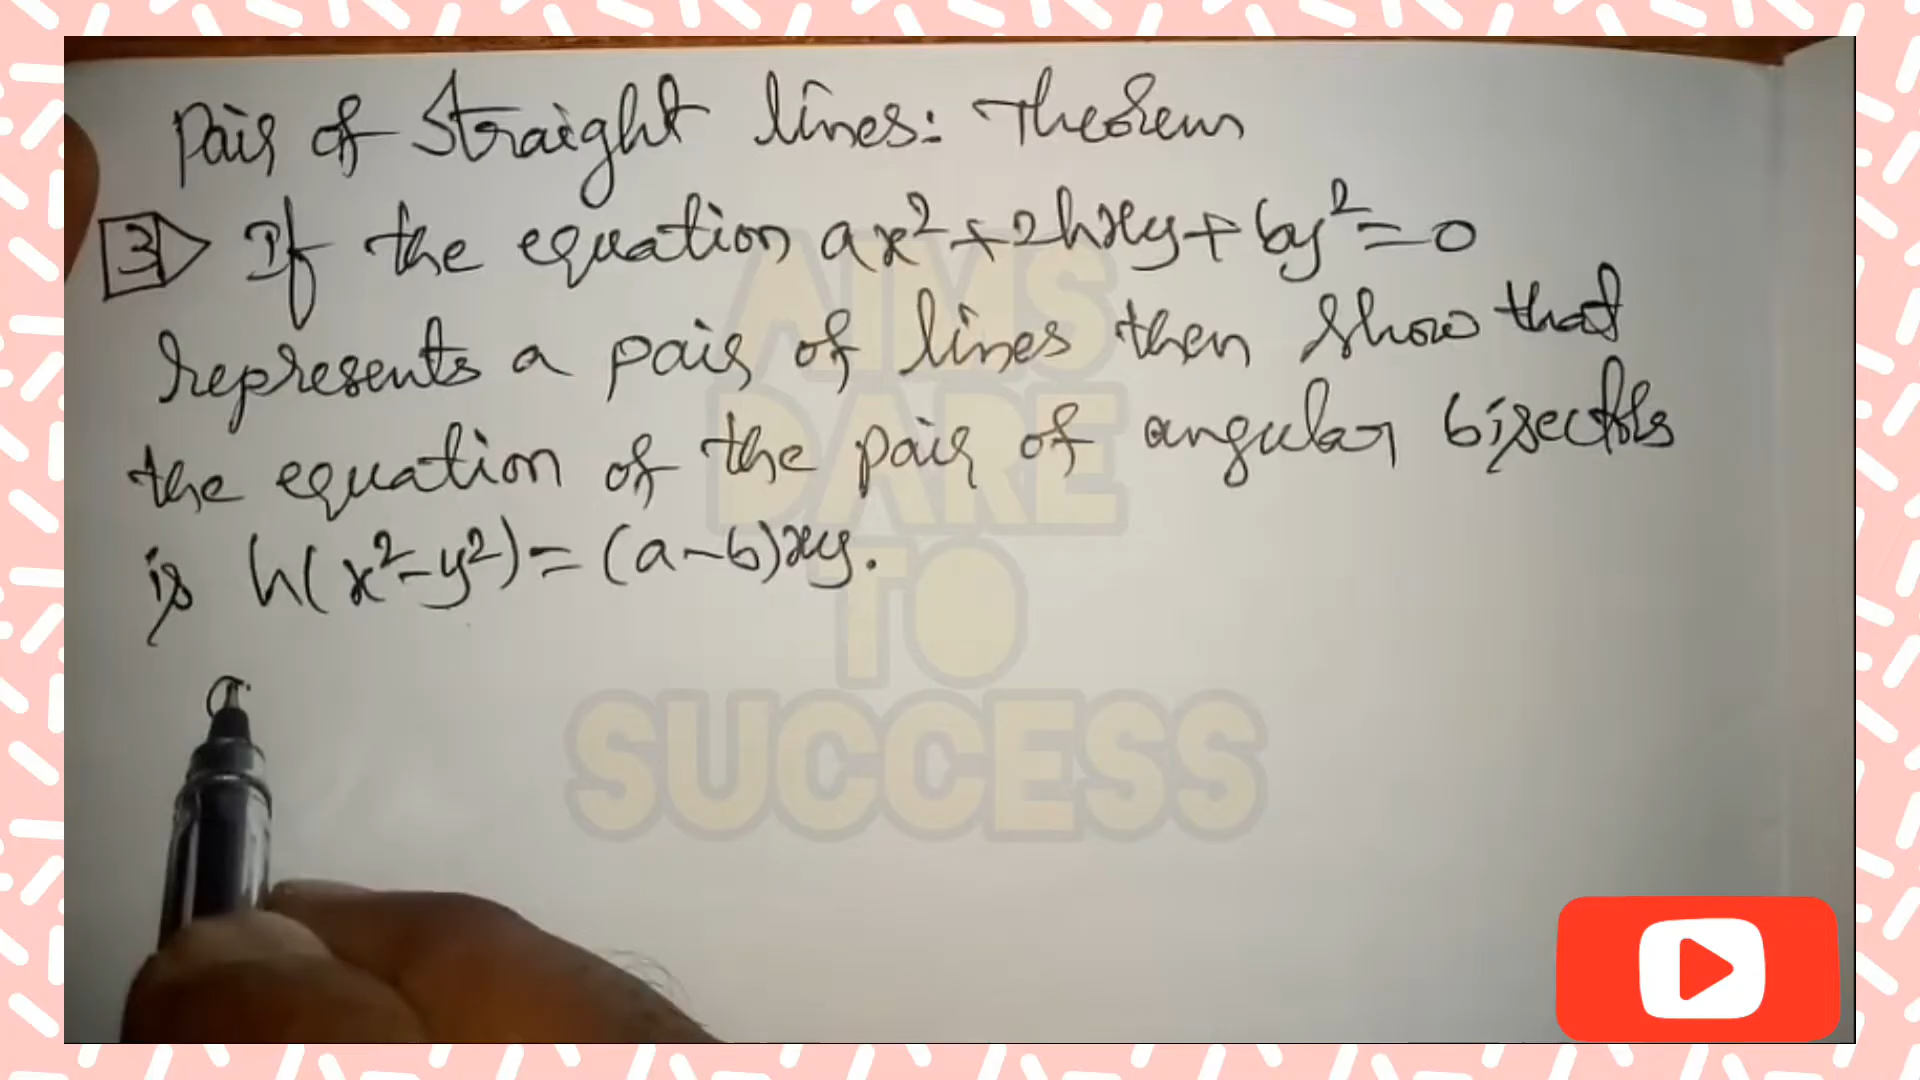 Pair of Straight lines: Theorem
3 If the equation ax²+2hxy+by²=0
represents a pair of lines then show that
the equation of the pair of angular bisectors
is h(x²-y²)=(a-b)xy.
AIMS
DARE
TO
SUCCESS